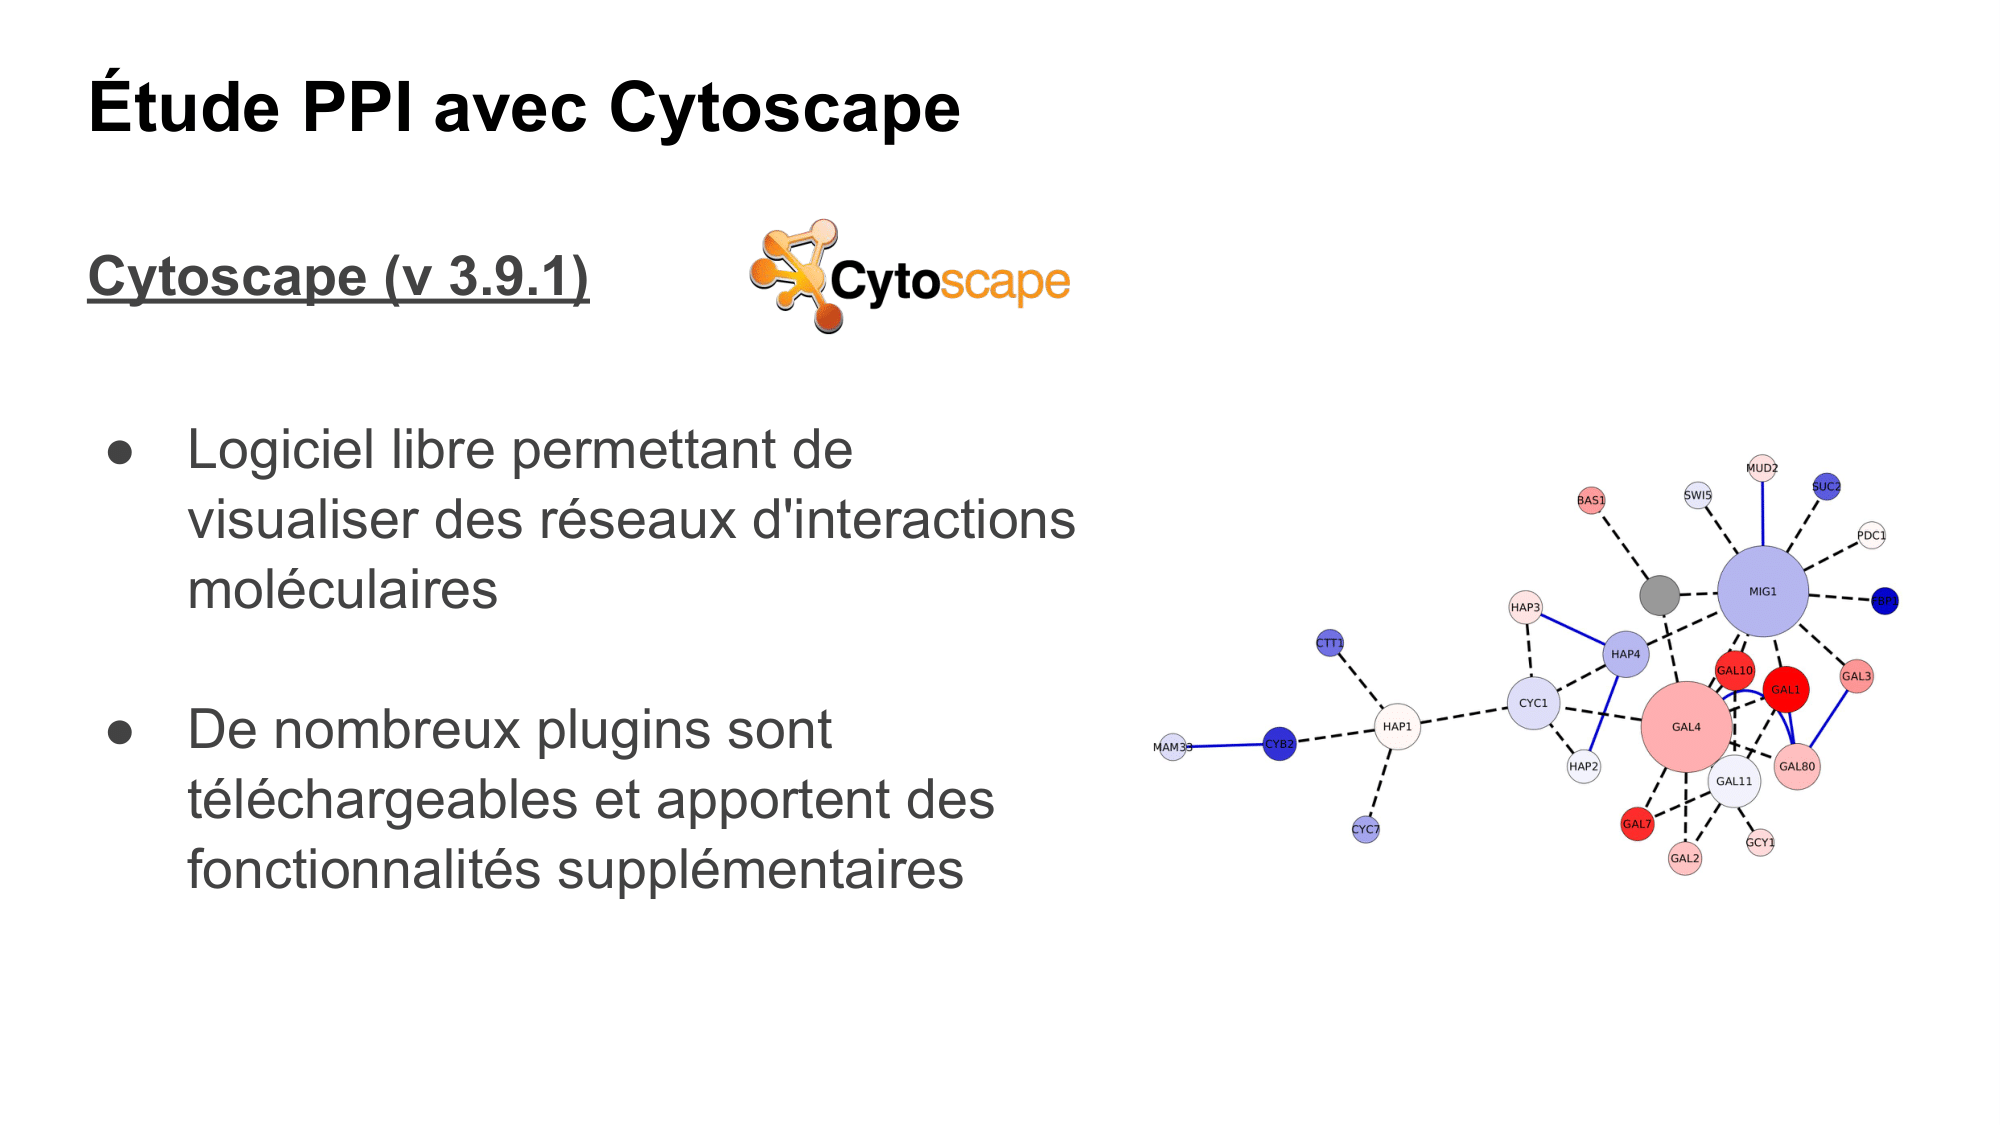 Étude PPI avec Cytoscape
Cytoscape (v 3.9.1)
Cytoscape
● Logiciel libre permettant de
visualiser des réseaux d'interactions
moléculaires
● De nombreux plugins sont
téléchargeables et apportent des
fonctionnalités supplémentaires
MUD2
SUC2
BAS1
SWI5
PDC1
MIG1
HAP3
CTT1
HAP4
GAL10
GAL3
GAL1
CYC1
HAP1
GAL4
MAM33
CYB2
HAP2
GAL80
GAL11
GAL7
CYC7
GCY1
GAL2